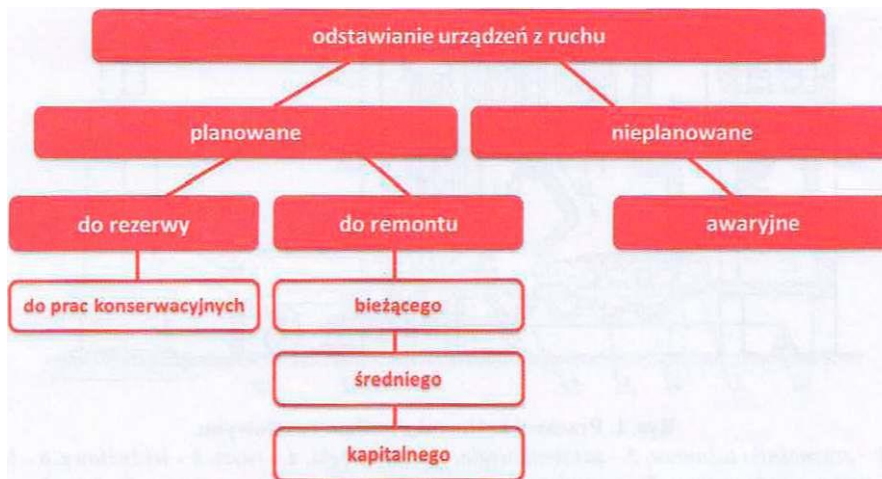 odstawianie urządzeń z ruchu
planowane
nieplanowane
do rezerwy
do remontu
awaryjne
do prac konserwacyjnych
bieżącego
średniego
kapitalnego